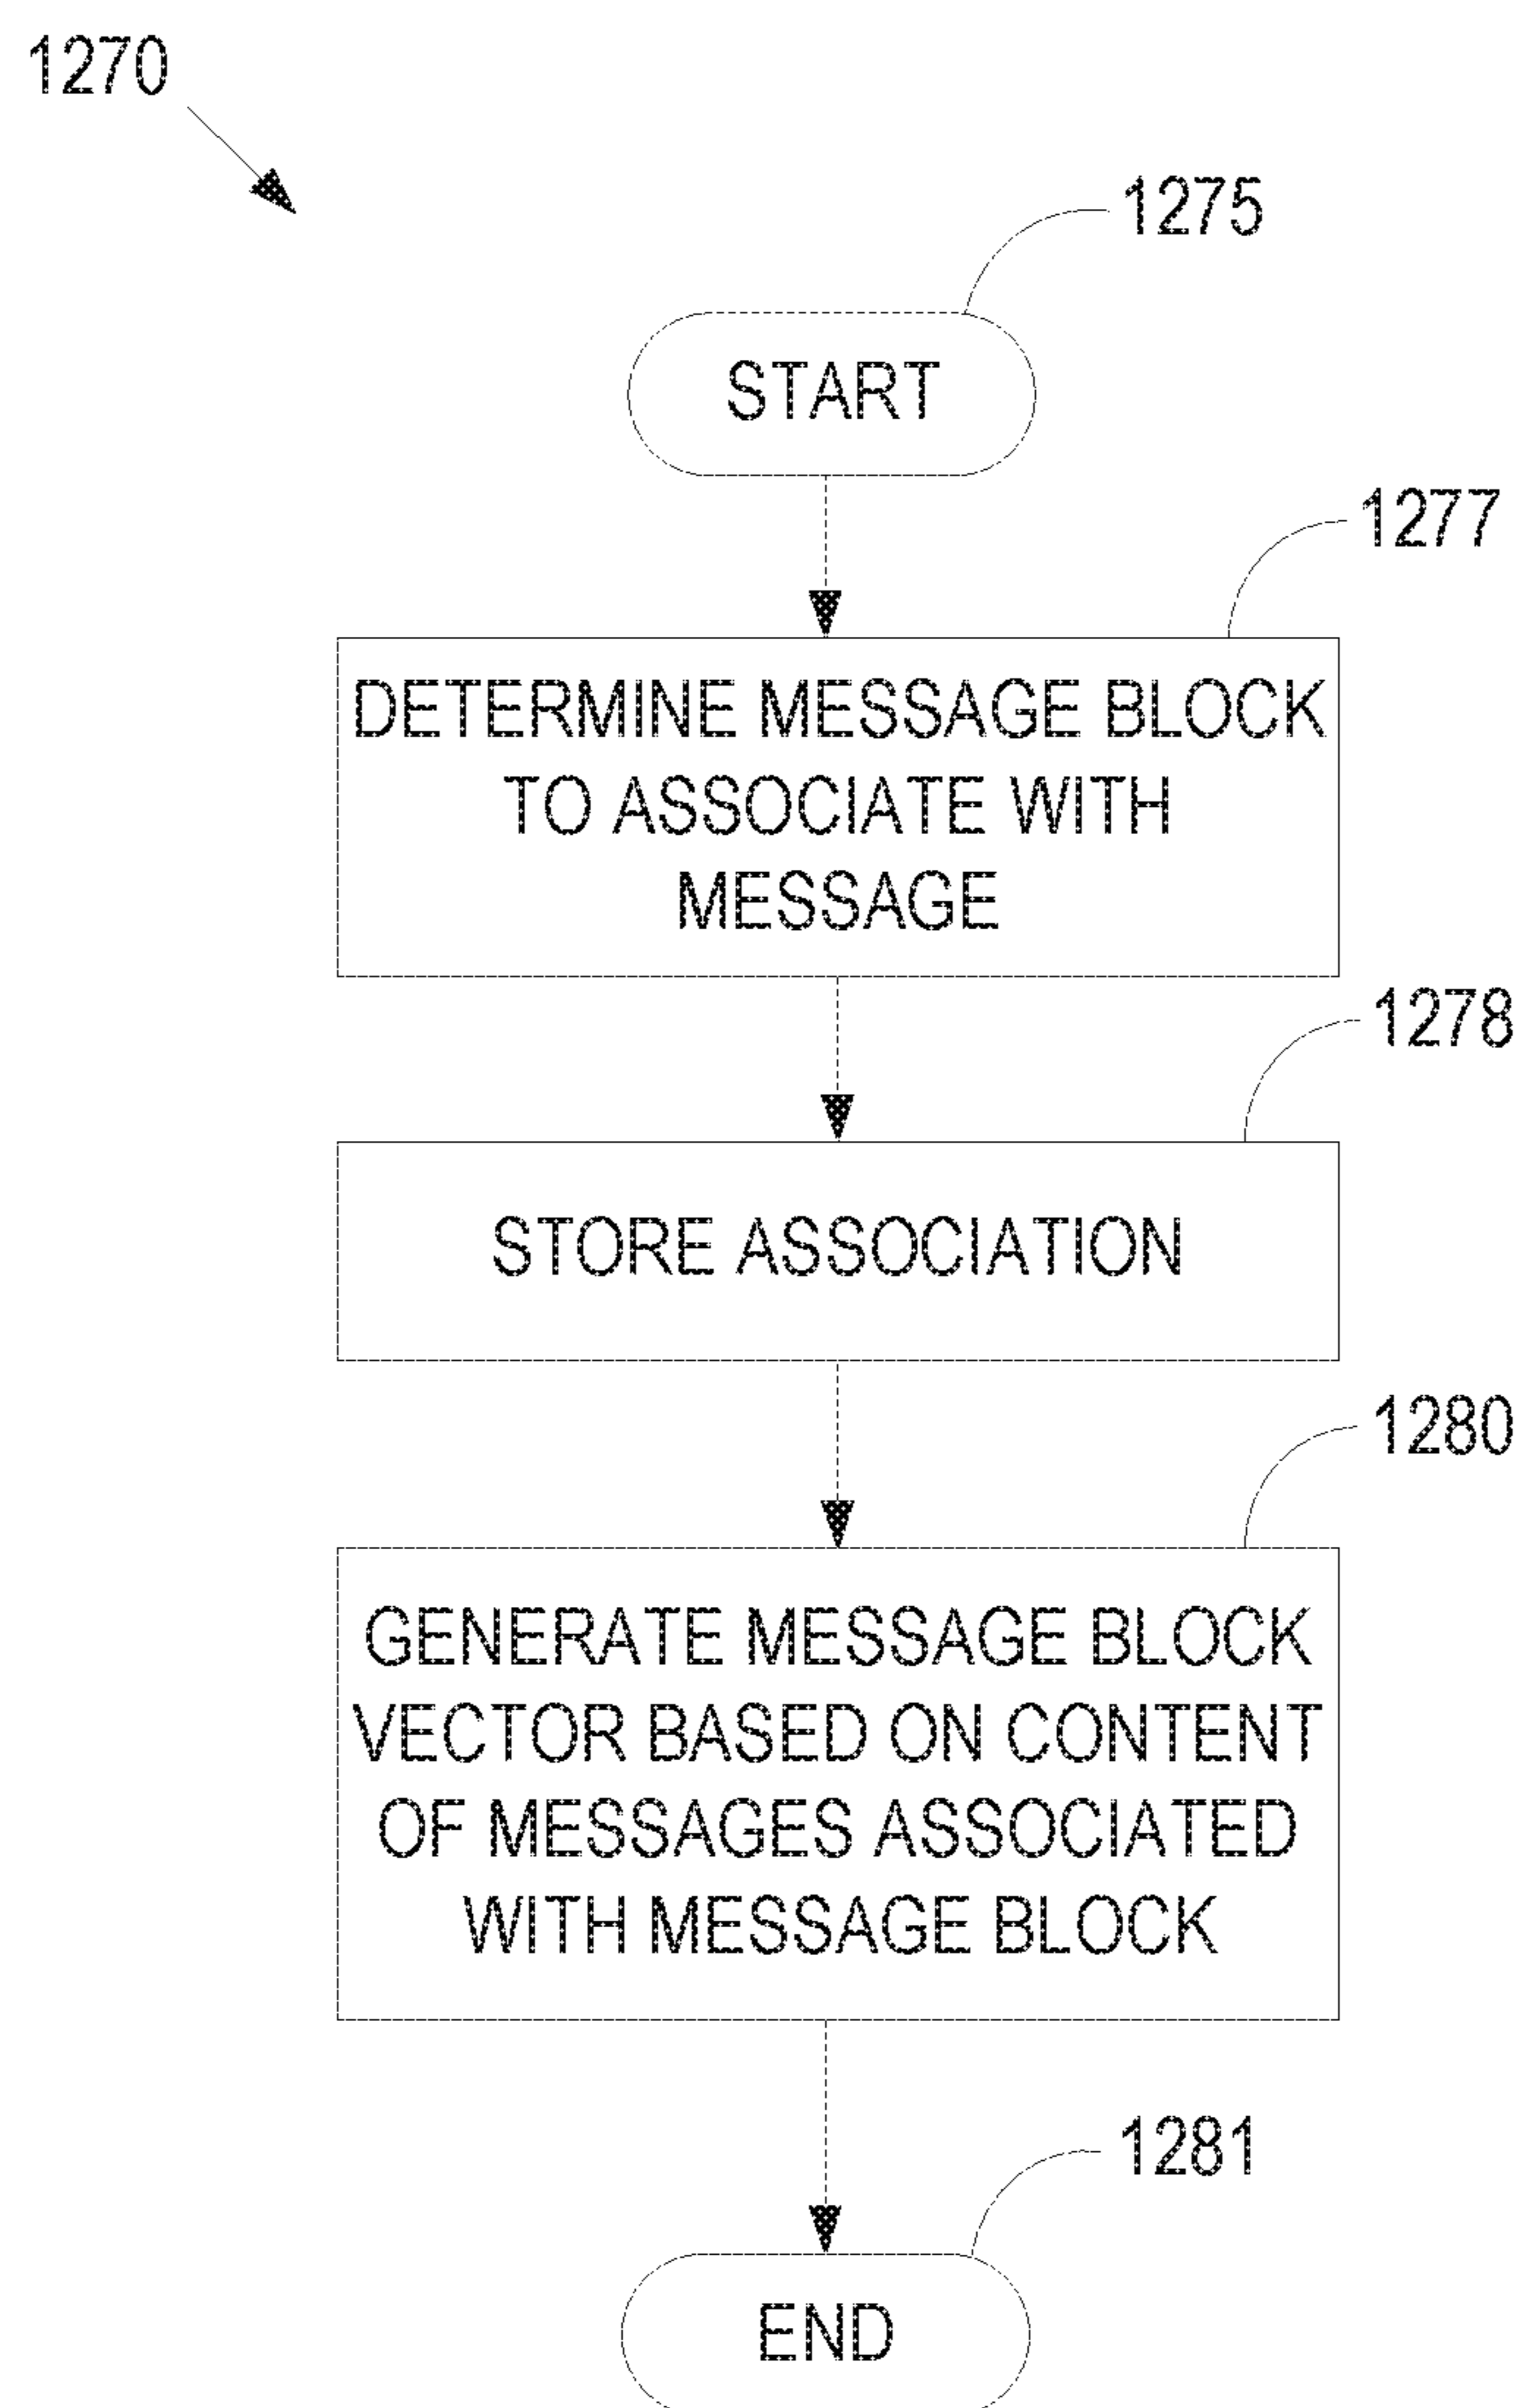 1270
1275
START
1277
DETERMINE MESSAGE BLOCK
TO ASSOCIATE WITH
MESSAGE
1278
STORE ASSOCIATION
1280
GENERATE MESSAGE BLOCK
VECTOR BASED ON CONTENT
OF MESSAGES ASSOCIATED
WITH MESSAGE BLOCK
1281
END